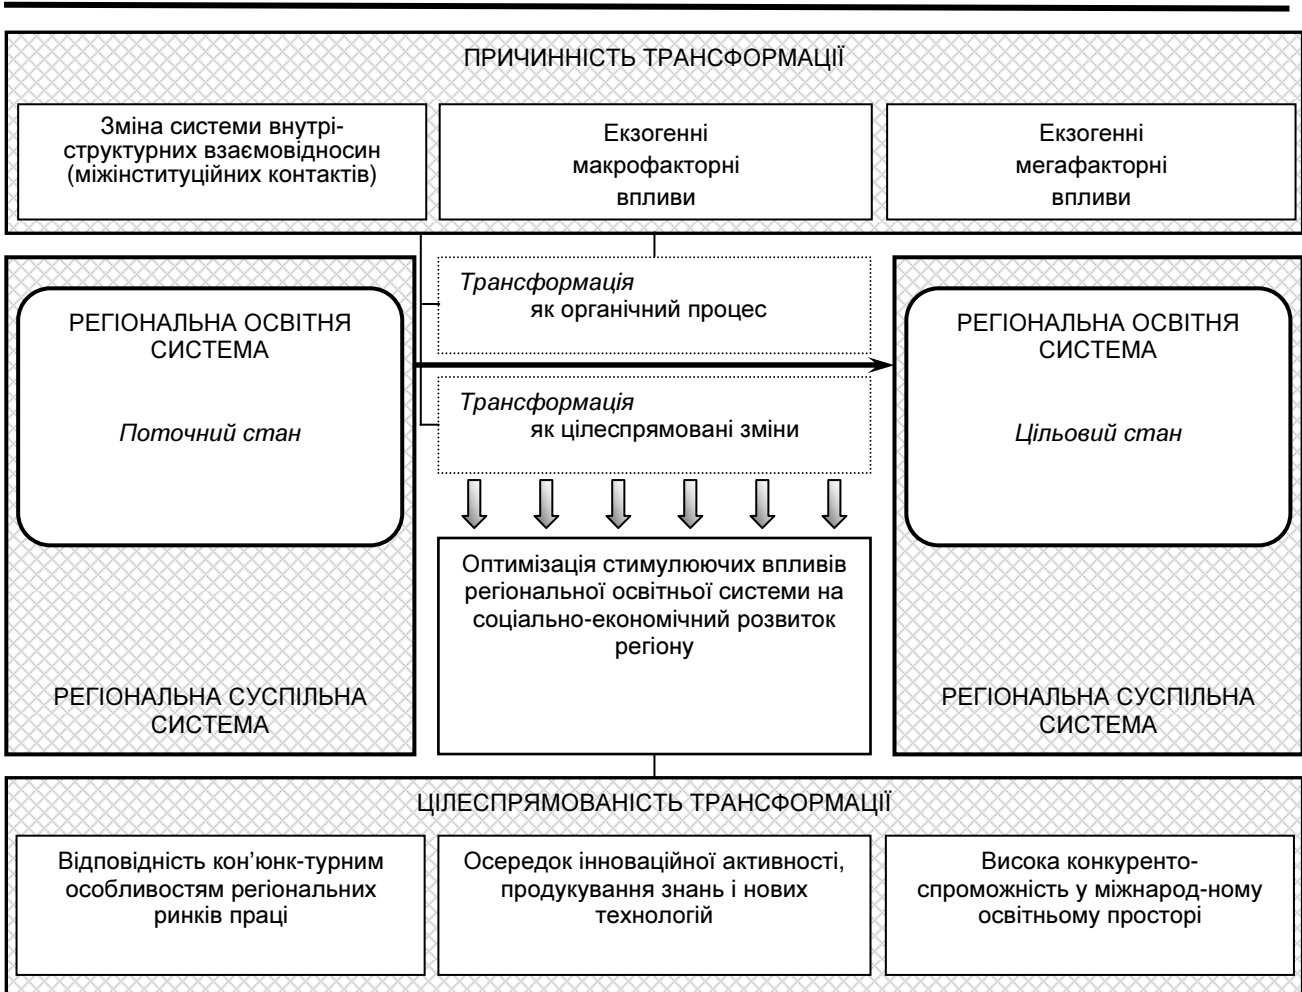 ПРИЧИННІСТЬ ТРАНСФОРМАЦІЇ
Зміна системи внутрі-
структурних взаємовідносин
(міжінституційних контактів)
Екзогенні
макрофакторні
впливи
Екзогенні
мегафакторні
впливи
РЕГІОНАЛЬНА ОСВІТНЯ
СИСТЕМА
Поточний стан
РЕГІОНАЛЬНА СУСПІЛЬНА
СИСТЕМА
Трансформація
як органічний процес
Трансформація
як цілеспрямовані зміни
Оптимізація стимулюючих впливів
регіональної освітньої системи на
соціально-економічний розвиток
регіону
РЕГІОНАЛЬНА ОСВІТНЯ
СИСТЕМА
Цільовий стан
РЕГІОНАЛЬНА СУСПІЛЬНА
СИСТЕМА
ЦІЛЕСПРЯМОВАНІСТЬ ТРАНСФОРМАЦІЇ
Відповідність кон’юнк-турним
особливостям регіональних
ринків праці
Осередок інноваційної активності,
продукування знань і нових
технологій
Висока конкуренто-
спроможність у міжнарод-ному
освітньому просторі